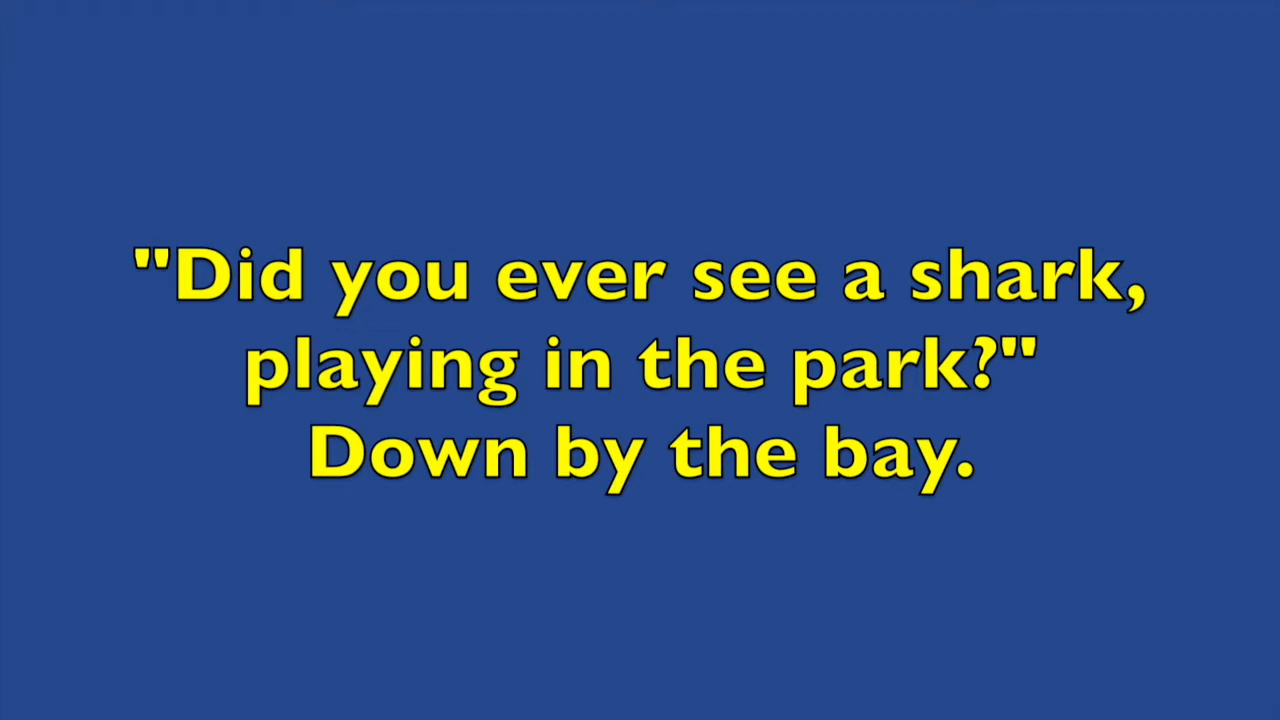 "Did you ever see a shark,
playing in the park?"
Down by the bay.